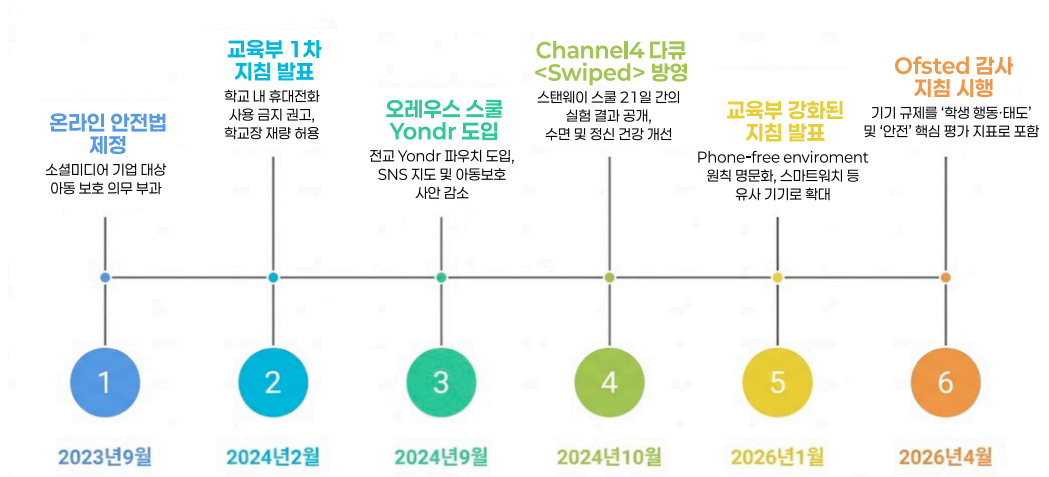 온라인 안전법
제정
소셜미디어 기업 대상
아동 보호 의무 부과
1
2023년9월
교육부 1차
지침 발표
학교 내 휴대전화
사용 금지 권고,
학교장 재량 허용
2
2024년2월
오레우스 스쿨
Yondr 도입
전교 Yondr 파우치 도입,
SNS 지도 및 아동보호
사안 감소
3
2024년9월
Channel4 다큐
<Swiped> 방영
스탠웨이 스쿨 21일 간의
실험 결과 공개,
수면 및 정신 건강 개선
4
2024년10월
교육부 강화된
지침 발표
Phone-free enviroment
원칙 명문화, 스마트워치 등
유사 기기로 확대
5
2026년1월
Ofsted 감사
지침 시행
기기 규제를 ‘학생 행동·태도’
및 ‘안전’ 핵심 평가 지표로 포함
6
2026년4월